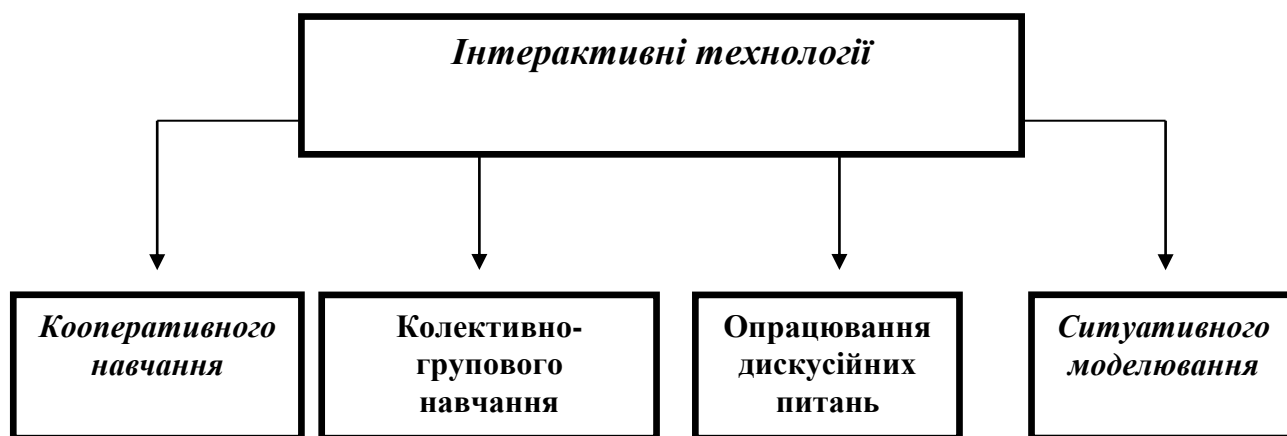 Інтерактивні технології
Кооперативного
навчання
Колективно-
групового
навчання
Опрацювання
дискусійних
питань
Ситуативного
моделювання